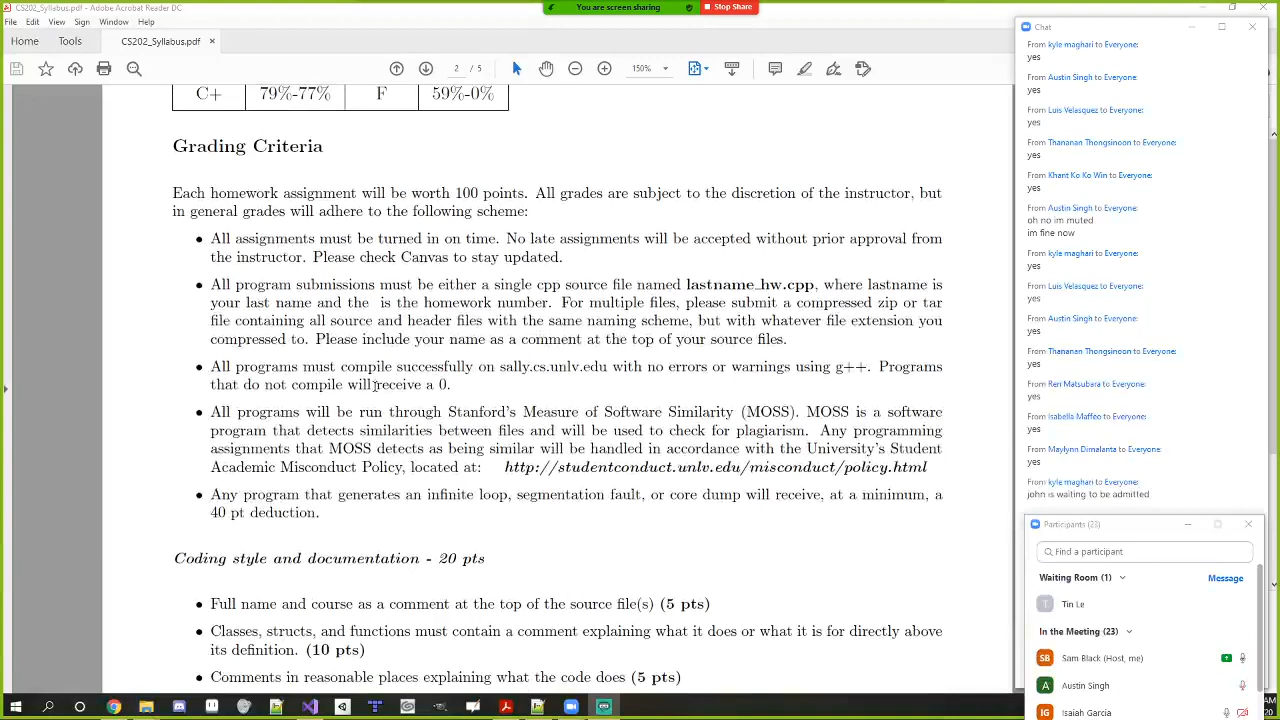 CS202_Syllabus.pdf - Adobe Acrobat Reader DC
You are screen sharing
Stop Share
File Edit View Sign Window Help
Home Tools CS202_Syllabus.pdf ×
2 / 5 150%
C+ 79%-77% F 59%-0%
Grading Criteria
Each homework assignment will be worth 100 points. All grades are subject to the discretion of the instructor, but
in general grades will adhere to the following scheme:
• All assignments must be turned in on time. No late assignments will be accepted without prior approval from
the instructor. Please check Canvas to stay updated.
• All program submissions must be either a single cpp source file named lastname_hw.cpp, where lastname is
your last name and the is the homework number. For multiple files, please submit a compressed zip or tar
file containing all source and header files with the same naming scheme, but with whatever file extension you
compressed to. Please include your name as a comment at the top of your source files.
• All programs must compile successfully on sally.cs.unlv.edu with no errors or warnings using g++. Programs
that do not compile will receive a 0.
• All programs will be run through Stanford's Measure of Software Similarity (MOSS). MOSS is a software
program that detects similarities between files and will be used to check for plagiarism. Any programming
assignments that MOSS detects as being similar will be handled in accordance with the University's Student
Academic Misconduct Policy, located at: http://studentconduct.unlv.edu/misconduct/policy.html
• Any program that generates an infinite loop, segmentation fault, or core dump will receive, at a minimum, a
40 pt deduction.
Coding style and documentation - 20 pts
• Full name and course as a comment at the top of the source file(s) (5 pts)
• Classes, structs, and functions must contain a comment explaining what it does or what it is for directly above
its definition. (10 pts)
• Comments in reasonable places explaining what the code does (5 pts)
Chat
From kyle maghari to Everyone:
yes
From Austin Singh to Everyone:
yes
From Luis Velasquez to Everyone:
yes
From Thananan Thongsinoon to Everyone:
yes
From Khant Ko Ko Win to Everyone:
yes
From Austin Singh to Everyone:
oh no im muted
im fine now
From kyle maghari to Everyone:
yes
From Luis Velasquez to Everyone:
yes
From Austin Singh to Everyone:
yes
From Thananan Thongsinoon to Everyone:
yes
From Ren Matsubara to Everyone:
yes
From Isabella Maffeo to Everyone:
yes
From Maylynn Dimalanta to Everyone:
yes
From kyle maghari to Everyone:
john is waiting to be admitted
Participants (23)
Find a participant
Waiting Room (1) Message
T Tin Le
In the Meeting (23)
SB Sam Black (Host, me)
A Austin Singh
IG Isaiah Garcia
AM
20